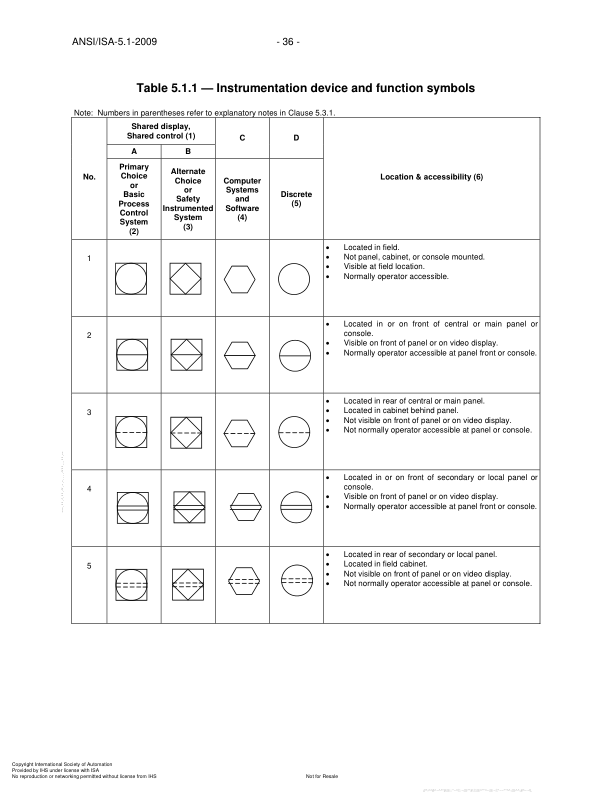 ANSI/ISA-5.1-2009
- 36 -
Table 5.1.1 — Instrumentation device and function symbols
Note: Numbers in parentheses refer to explanatory notes in Clause 5.3.1.
No.
Shared display,
Shared control (1)
A
B
Primary
Choice
or
Basic
Process
Control
System
(2)
Alternate
Choice
or
Safety
Instrumented
System
(3)
C
Computer
Systems
and
Software
(4)
D
Discrete
(5)
Location & accessibility (6)
1
• Located in field.
• Not panel, cabinet, or console mounted.
• Visible at field location.
• Normally operator accessible.
2
• Located in or on front of central or main panel or
console.
• Visible on front of panel or on video display.
• Normally operator accessible at panel front or console.
3
• Located in rear of central or main panel.
• Located in cabinet behind panel.
• Not visible on front of panel or on video display.
• Not normally operator accessible at panel or console.
4
• Located in or on front of secondary or local panel or
console.
• Visible on front of panel or on video display.
• Normally operator accessible at panel front or console.
5
• Located in rear of secondary or local panel.
• Located in field cabinet.
• Not visible on front of panel or on video display.
• Not normally operator accessible at panel or console.
Copyright International Society of Automation
Provided by IHS under license with ISA
No reproduction or networking permitted without license from IHS
Not for Resale